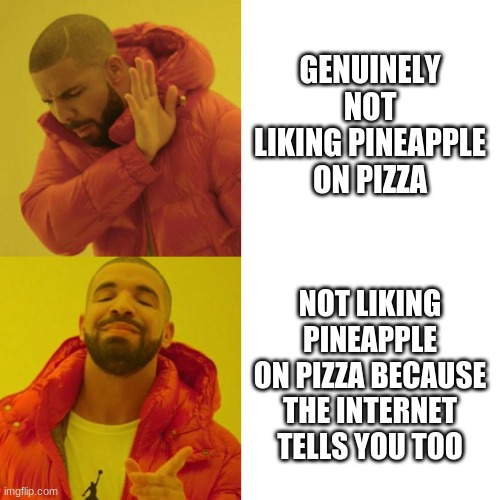 GENUINELY
NOT
LIKING PINEAPPLE
ON PIZZA
NOT LIKING
PINEAPPLE
ON PIZZA BECAUSE
THE INTERNET
TELLS YOU TOO
imgflip.com